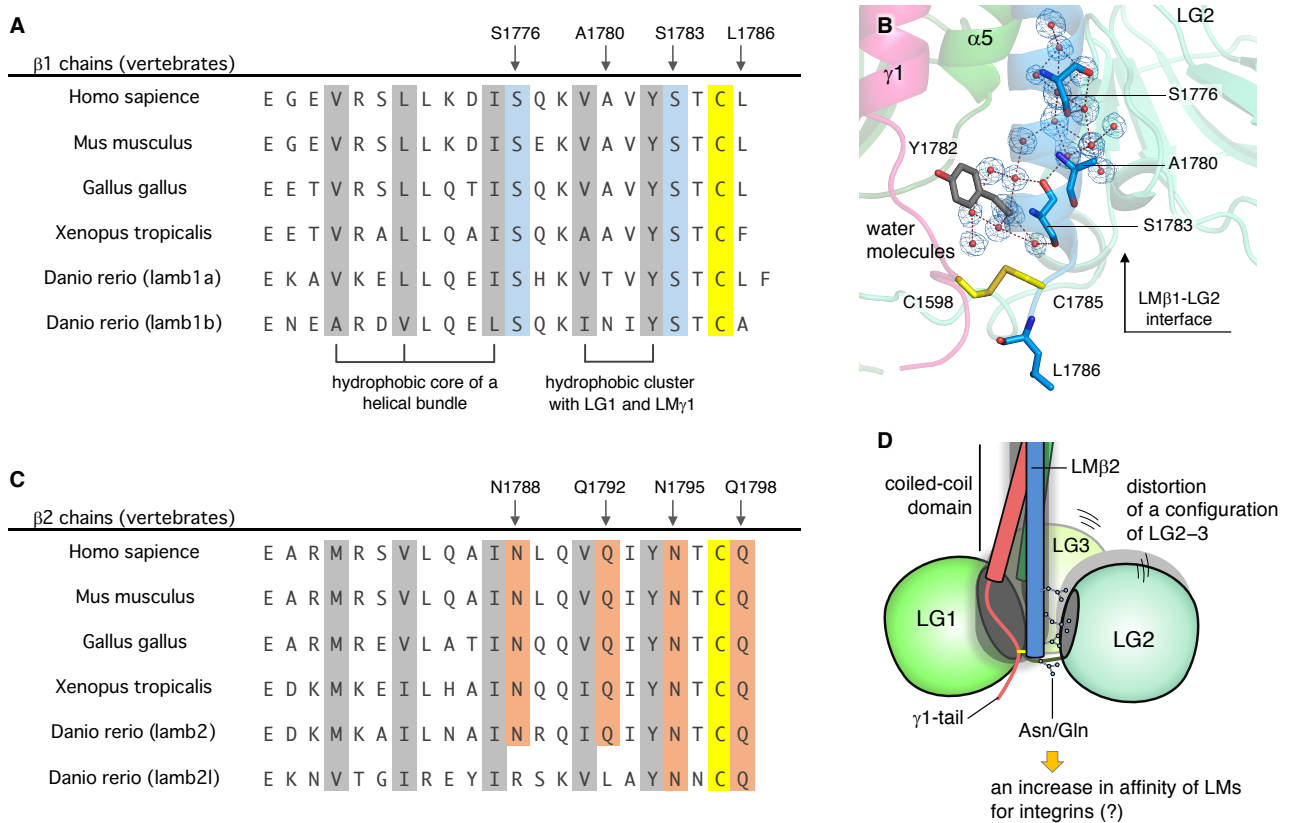 A
S1776 A1780 S1783 L1786
β1 chains (vertebrates)
Homo sapience E G E V R S L L K D I S Q K V A V Y S T C L
Mus musculus E G E V R S L L K D I S E K V A V Y S T C L
Gallus gallus E E T V R S L L Q T I S Q K V A V Y S T C L
Xenopus tropicalis E E T V R A L L Q A I S Q K A A V Y S T C F
Danio rerio (lamb1a) E K A V K E L L Q E I S H K V T V Y S T C L F
Danio rerio (lamb1b) E N E A R D V L Q E L S Q K I N I Y S T C A
hydrophobic core of a
helical bundle
hydrophobic cluster
with LG1 and LMγ1
B
LG2
α5
γ1
S1776
Y1782
A1780
water
molecules
S1783
C1598
C1785
LMβ1-LG2
interface
L1786
C
N1788 Q1792 N1795 Q1798
β2 chains (vertebrates)
Homo sapience E A R M R S V L Q A I N L Q V Q I Y N T C Q
Mus musculus E A R M R S V L Q A I N L Q V Q I Y N T C Q
Gallus gallus E A R M R E V L A T I N Q Q V Q I Y N T C Q
Xenopus tropicalis E D K M K E I L H A I N Q Q I Q I Y N T C Q
Danio rerio (lamb2) E D K M K A I L N A I N R Q I Q I Y N T C Q
Danio rerio (lamb2l) E K N V T G I R E Y I R S K V L A Y N N C Q
D
LMβ2
coiled-coil
domain
distortion
of a configuration
of LG2–3
LG3
LG1
LG2
γ1-tail
Asn/Gln
an increase in affinity of LMs
for integrins (?)